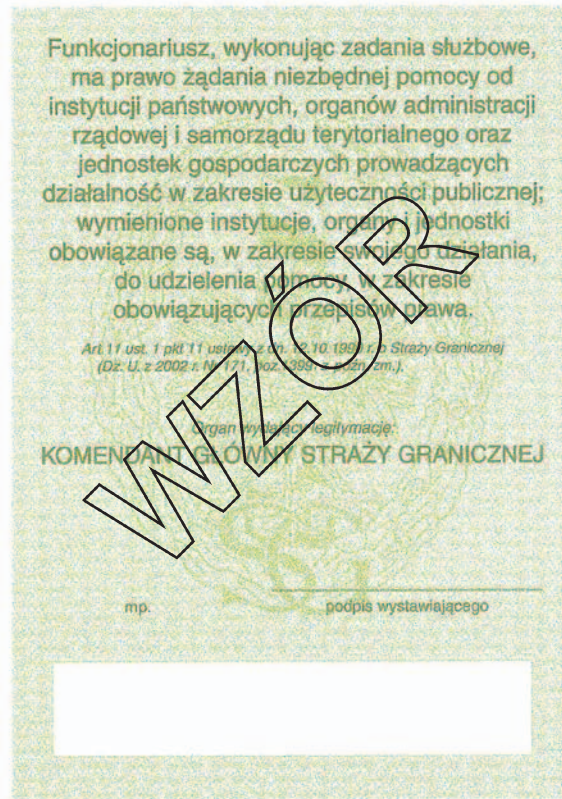 Funkcjonariusz, wykonując zadania służbowe,
ma prawo żądania niezbędnej pomocy od
instytucji państwowych, organów administracji
rządowej i samorządu terytorialnego oraz
jednostek gospodarczych prowadzących
działalność w zakresie użyteczności publicznej;
wymienione instytucje, organy i jednostki
obowiązane są, w zakresie swojego działania,
do udzielenia pomocy, w zakresie
obowiązujących przepisów prawa.
Art.11 ust. 1 pkt 11 ustawy z dn. 12.10.1990 r. o Straży Granicznej
(Dz. U. z 2002 r. Nr 171, poz.1399 z późn. zm.).
Organ wydający legitymację:
KOMENDANT GŁÓWNY STRAŻY GRANICZNEJ
WZÓR
mp.
podpis wystawiającego